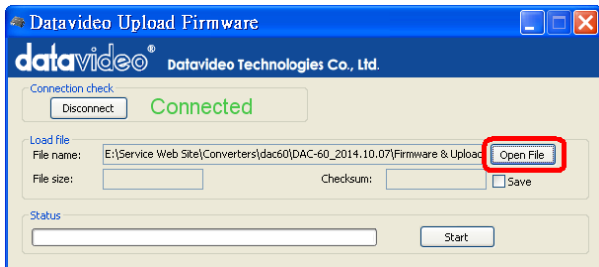 Datavideo Upload Firmware
datavideo® Datavideo Technologies Co., Ltd.
Connection check
Disconnect Connected
Load file
File name: E:\Service Web Site\Converters\dac60\DAC-60_2014.10.07\Firmware & Upload Open File
File size: Checksum: Save
Status
Start